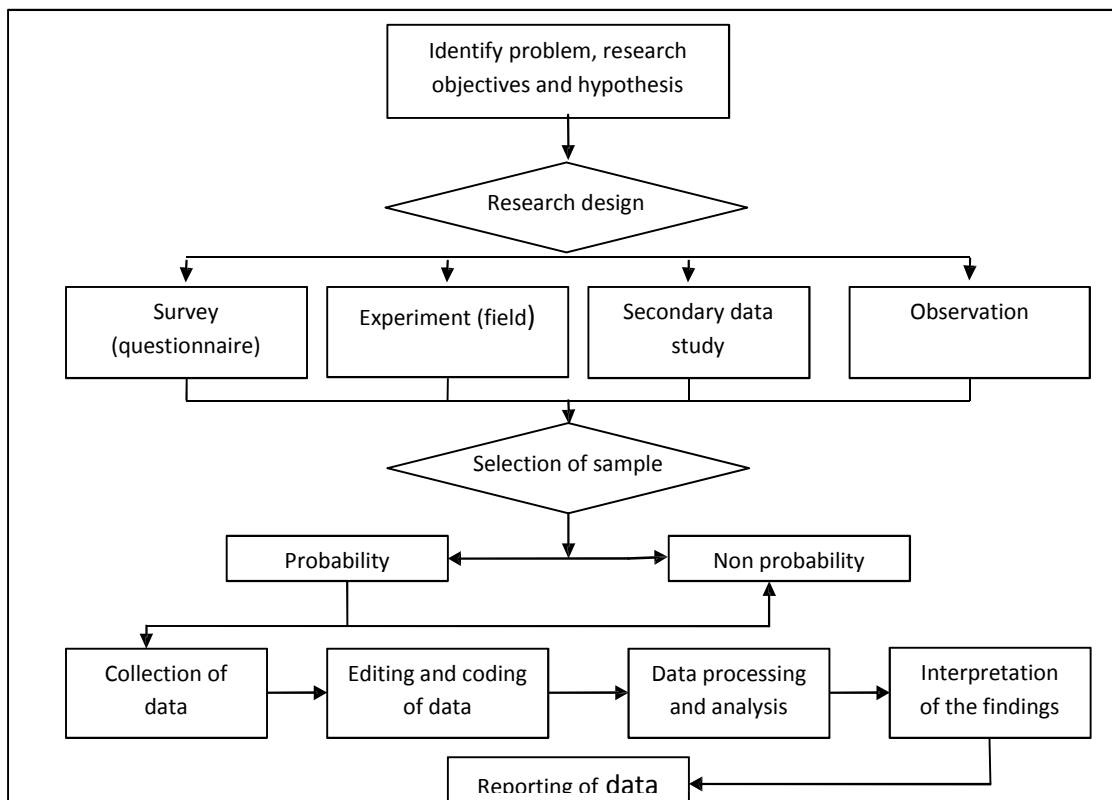 Identify problem, research
objectives and hypothesis
Research design
Survey
(questionnaire)
Experiment (field)
Secondary data
study
Observation
Selection of sample
Probability
Non probability
Collection of
data
Editing and coding
of data
Data processing
and analysis
Interpretation
of the findings
Reporting of data